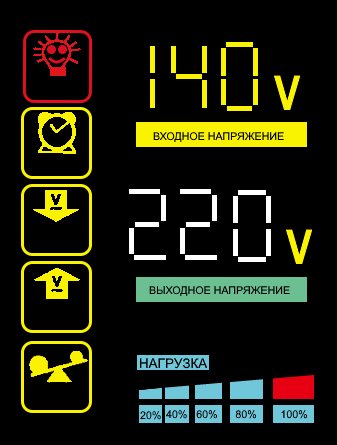 140 V
ВХОДНОЕ НАПРЯЖЕНИЕ
V
220 V
ВЫХОДНОЕ НАПРЯЖЕНИЕ
V
НАГРУЗКА
20% 40% 60% 80% 100%